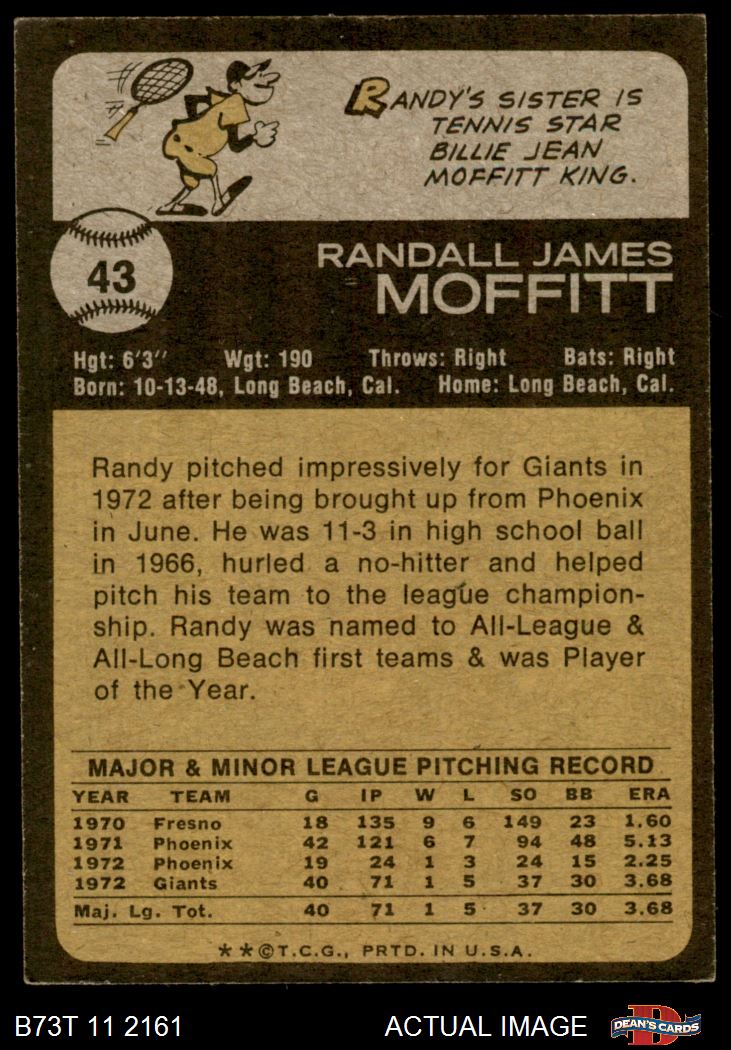 RANDY'S SISTER IS
TENNIS STAR
BILLIE JEAN
MOFFITT KING.
43
RANDALL JAMES
MOFFITT
Hgt: 6'3" Wgt: 190 Throws: Right Bats: Right
Born: 10-13-48, Long Beach, Cal. Home: Long Beach, Cal.
Randy pitched impressively for Giants in
1972 after being brought up from Phoenix
in June. He was 11-3 in high school ball
in 1966, hurled a no-hitter and helped
pitch his team to the league champion-
ship. Randy was named to All-League &
All-Long Beach first teams & was Player
of the Year.
MAJOR & MINOR LEAGUE PITCHING RECORD
YEAR TEAM G IP W L SO BB ERA
1970 Fresno 18 135 9 6 149 23 1.60
1971 Phoenix 42 121 6 7 94 48 5.13
1972 Phoenix 19 24 1 3 24 15 2.25
1972 Giants 40 71 1 5 37 30 3.68
Maj. Lg. Tot. 40 71 1 5 37 30 3.68
**©T.C.G., PRTD. IN U.S.A.
B73T 11 2161 ACTUAL IMAGE D DEAN'S CARDS